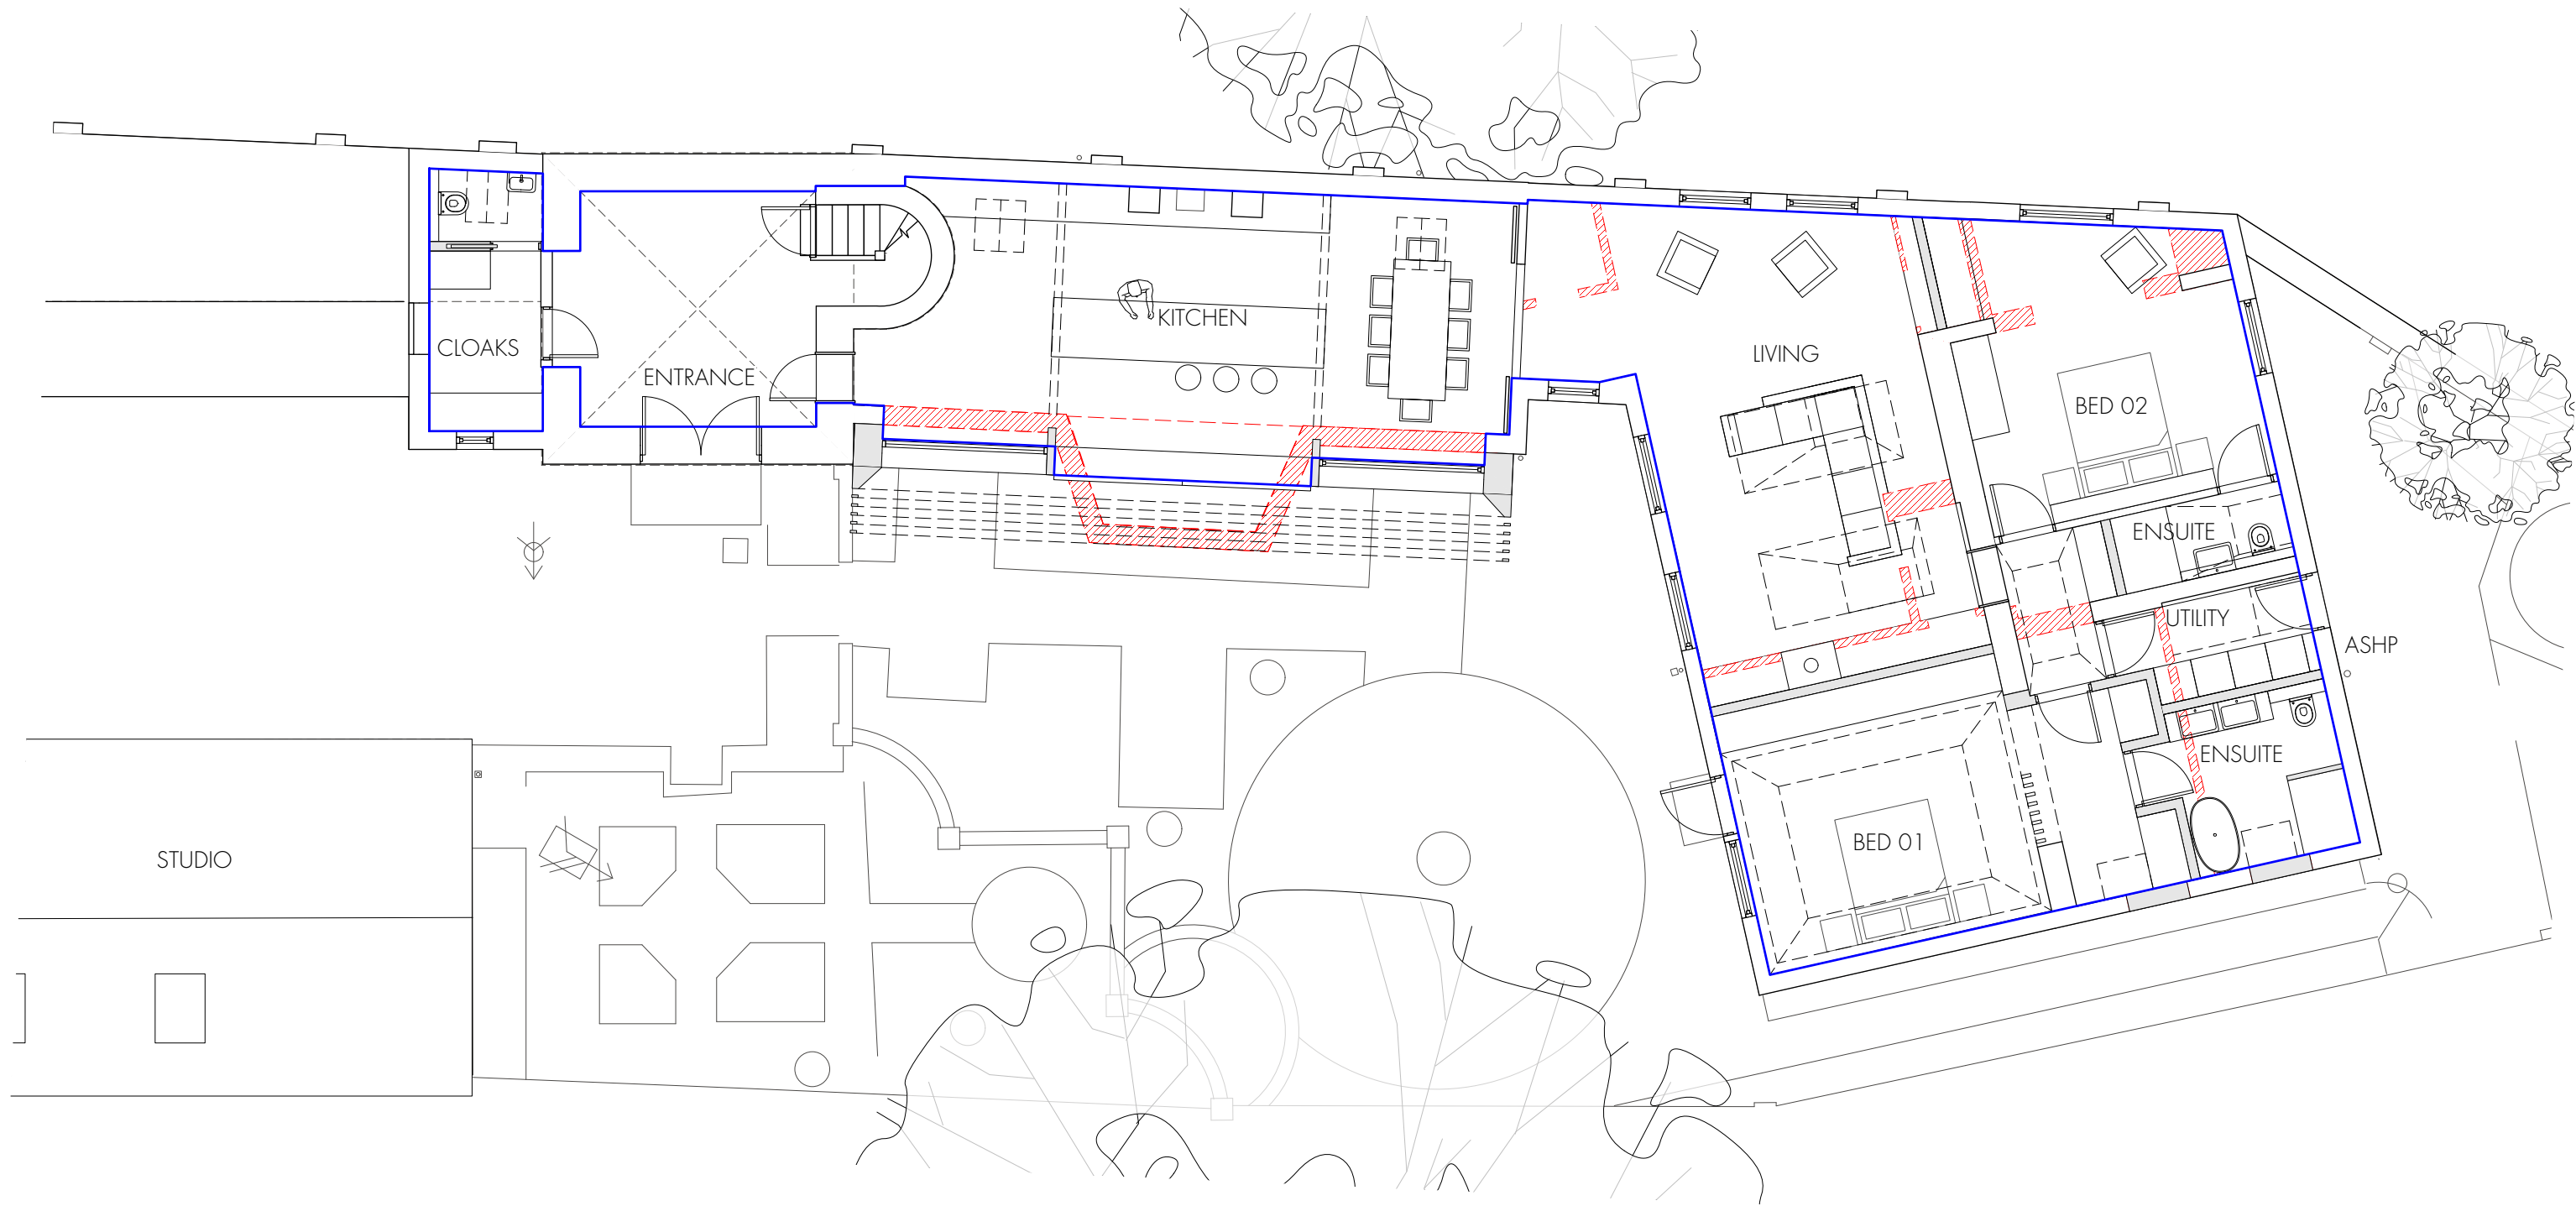 KITCHEN
CLOAKS
ENTRANCE
LIVING
BED 02
ENSUITE
UTILITY
ASHP
ENSUITE
BED 01
STUDIO